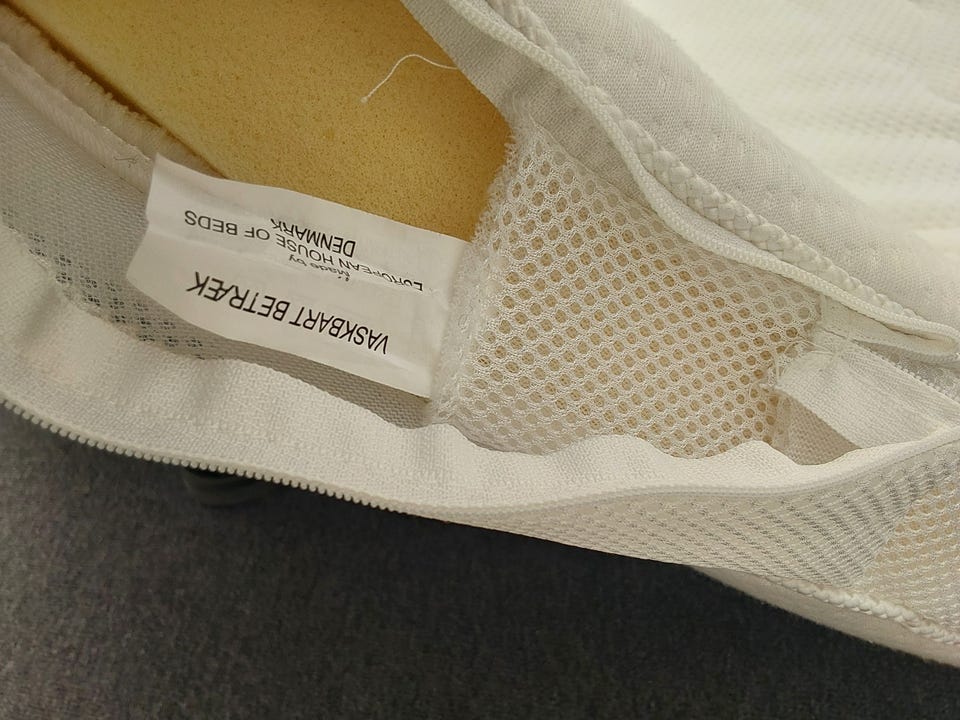 VASKBART BETRÆK
Made by
EUROPEAN HOUSE OF BEDS
DENMARK